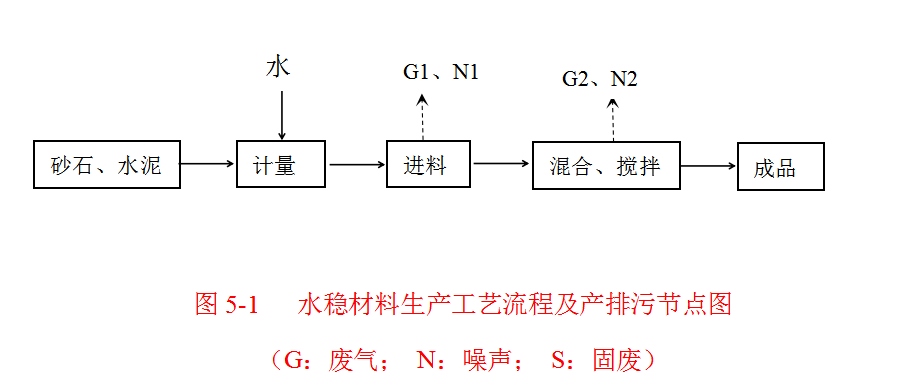 水
G1、N1
G2、N2
砂石、水泥
计量
进料
混合、搅拌
成品
图 5-1 水稳材料生产工艺流程及产排污节点图
（G：废气； N：噪声； S：固废）